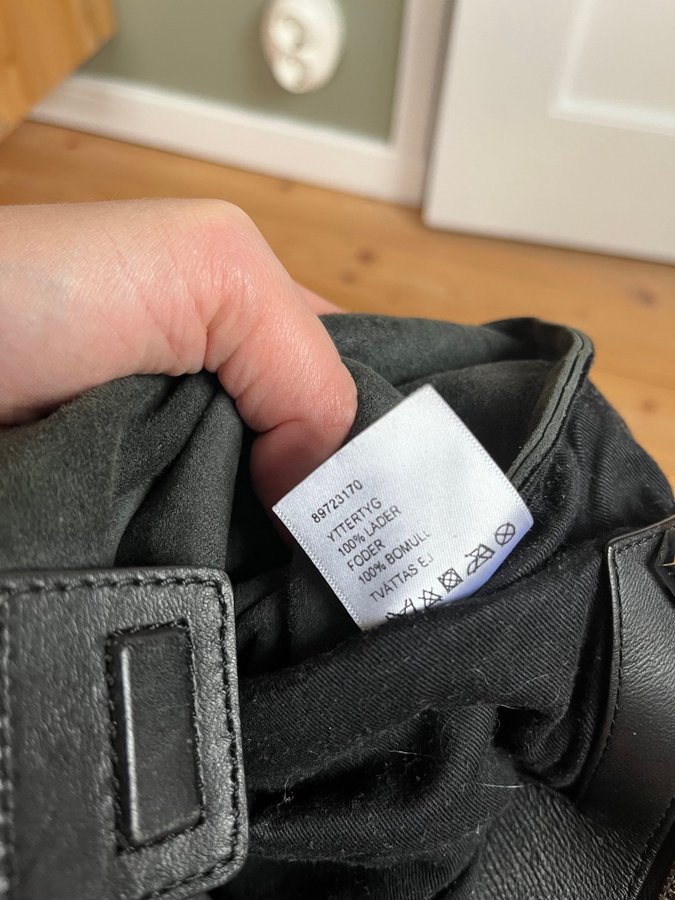 89723170
YTTERTYG
100% LÄDER
FODER
100% BOMULL
TVÄTTAS EJ